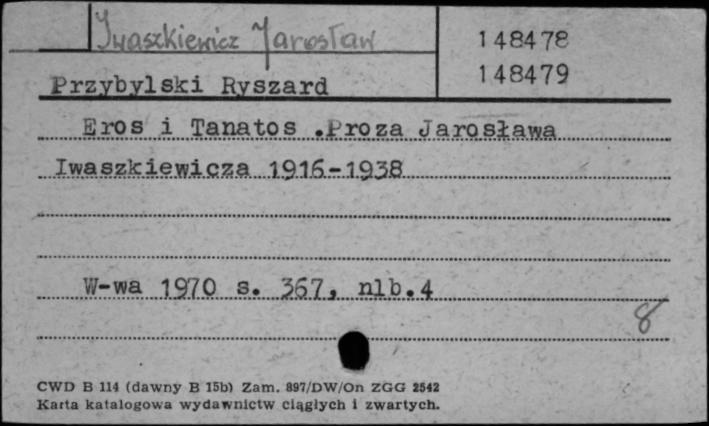 Iwaszkiewicz Jarosław
148478
148479
Przybylski Ryszard
Eros i Tanatos .Proza Jarosława
Iwaszkiewicza 1916-1938
W-wa 1970 s. 367, nlb.4
8
CWD B 114 (dawny B 15b) Zam. 897/DW/On ZGG 2542
Karta katalogowa wydawnictw ciągłych i zwartych.